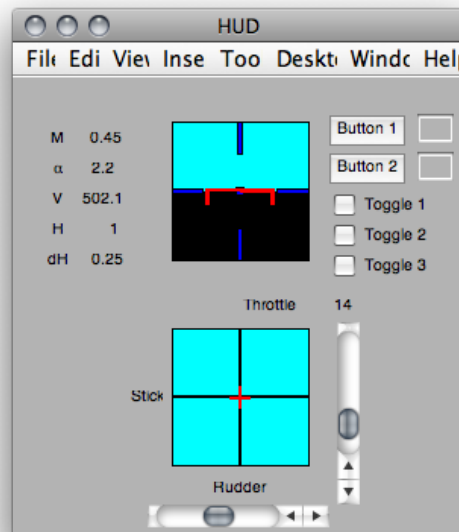 HUD
File Edi View Inse Too Deskt Windo Help
M 0.45
α 2.2
V 502.1
H 1
dH 0.25
Button 1
Button 2
Toggle 1
Toggle 2
Toggle 3
Throttle 14
Stick
Rudder